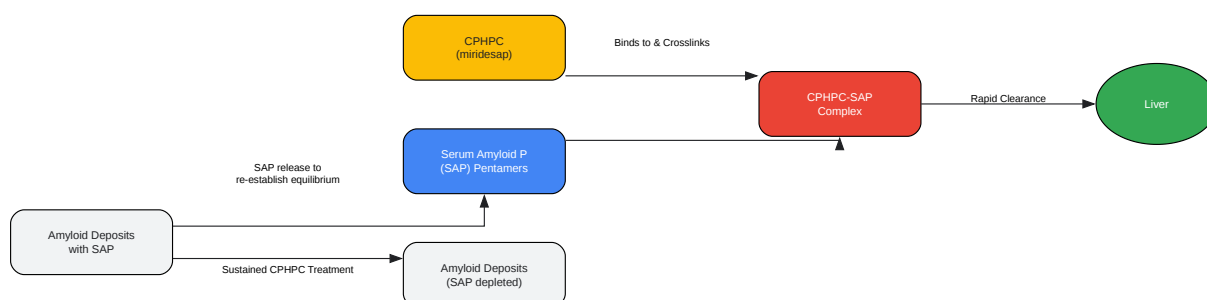 CPHPC
(miridesap)
Binds to & Crosslinks
CPHPC-SAP
Complex
Rapid Clearance
Liver
Serum Amyloid P
(SAP) Pentamers
SAP release to
re-establish equilibrium
Amyloid Deposits
with SAP
Sustained CPHPC Treatment
Amyloid Deposits
(SAP depleted)